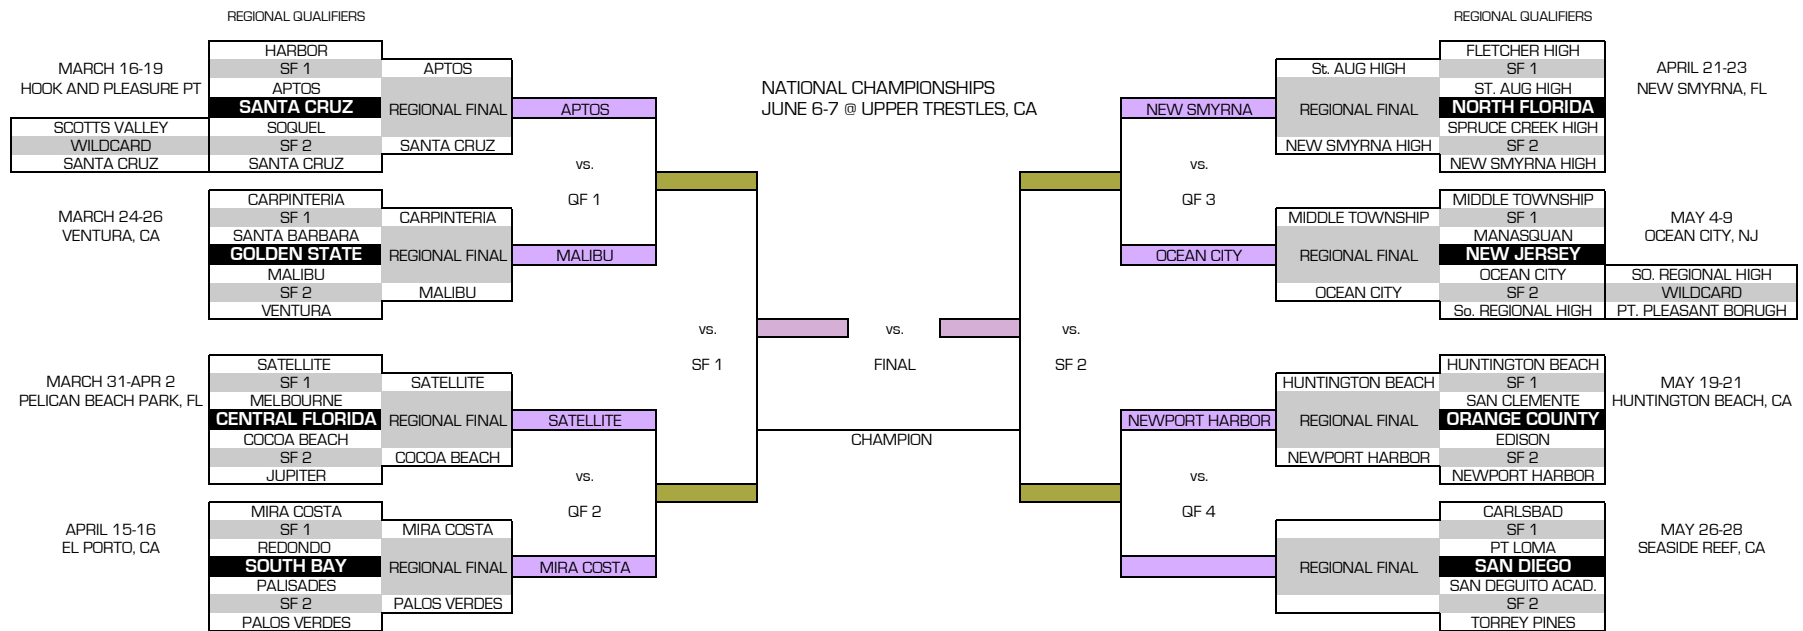 REGIONAL QUALIFIERS
HARBOR
MARCH 16-19
SF 1
APTOS
HOOK AND PLEASURE PT
APTOS
SANTA CRUZ
REGIONAL FINAL
APTOS
SCOTTS VALLEY
SOQUEL
WILDCARD
SF 2
SANTA CRUZ
SANTA CRUZ
SANTA CRUZ
vs.
QF 1
CARPINTERIA
MARCH 24-26
SF 1
CARPINTERIA
VENTURA, CA
SANTA BARBARA
GOLDEN STATE
REGIONAL FINAL
MALIBU
MALIBU
SF 2
MALIBU
VENTURA
vs.
SF 1
SATELLITE
MARCH 31-APR 2
SF 1
SATELLITE
PELICAN BEACH PARK, FL
MELBOURNE
CENTRAL FLORIDA
REGIONAL FINAL
SATELLITE
COCOA BEACH
SF 2
COCOA BEACH
JUPITER
vs.
QF 2
MIRA COSTA
APRIL 15-16
SF 1
MIRA COSTA
EL PORTO, CA
REDONDO
SOUTH BAY
REGIONAL FINAL
MIRA COSTA
PALISADES
SF 2
PALOS VERDES
PALOS VERDES
NATIONAL CHAMPIONSHIPS
JUNE 6-7 @ UPPER TRESTLES, CA
vs.
FINAL
CHAMPION
REGIONAL QUALIFIERS
FLETCHER HIGH
St. AUG HIGH
SF 1
APRIL 21-23
ST. AUG HIGH
NEW SMYRNA, FL
NEW SMYRNA
REGIONAL FINAL
NORTH FLORIDA
SPRUCE CREEK HIGH
NEW SMYRNA HIGH
SF 2
NEW SMYRNA HIGH
vs.
QF 3
MIDDLE TOWNSHIP
MIDDLE TOWNSHIP
SF 1
MAY 4-9
MANASQUAN
OCEAN CITY, NJ
OCEAN CITY
REGIONAL FINAL
NEW JERSEY
OCEAN CITY
SO. REGIONAL HIGH
OCEAN CITY
SF 2
WILDCARD
So. REGIONAL HIGH
PT. PLEASANT BORUGH
vs.
SF 2
HUNTINGTON BEACH
HUNTINGTON BEACH
SF 1
MAY 19-21
SAN CLEMENTE
HUNTINGTON BEACH, CA
NEWPORT HARBOR
REGIONAL FINAL
ORANGE COUNTY
EDISON
NEWPORT HARBOR
SF 2
NEWPORT HARBOR
vs.
QF 4
CARLSBAD
SF 1
MAY 26-28
PT LOMA
SEASIDE REEF, CA
REGIONAL FINAL
SAN DIEGO
SAN DEGUITO ACAD.
SF 2
TORREY PINES